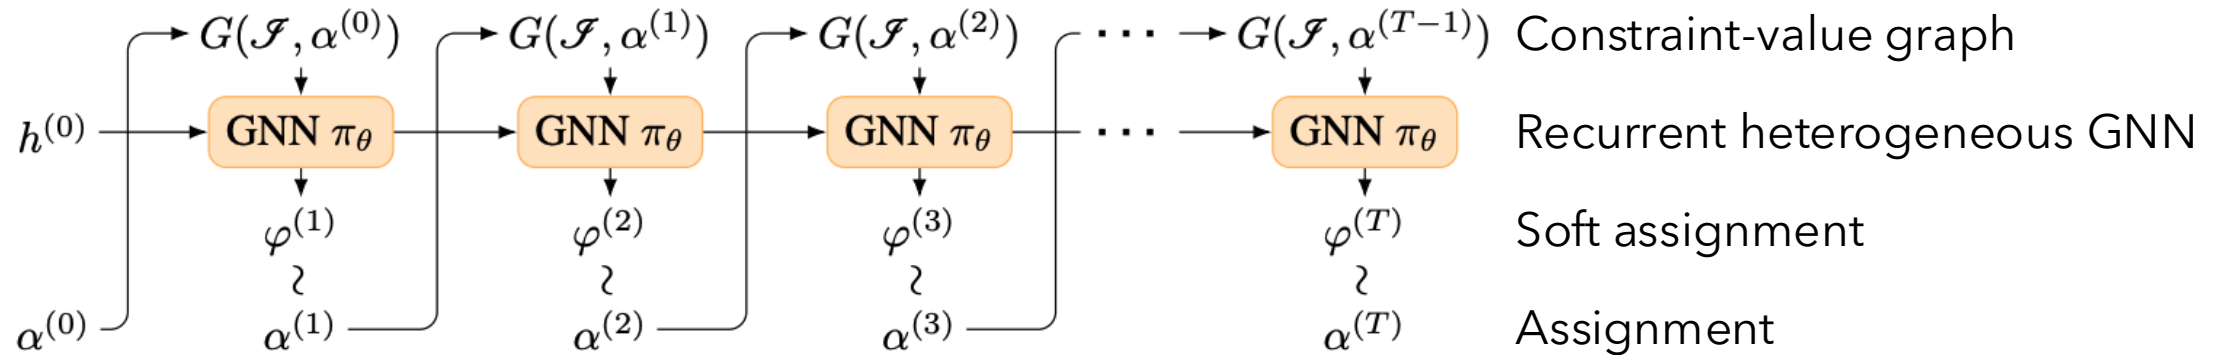 G(ℐ, α⁽⁰⁾) G(ℐ, α⁽¹⁾) G(ℐ, α⁽²⁾) ··· G(ℐ, α⁽ᵀ⁻¹⁾) Constraint-value graph
h⁽⁰⁾ GNN π_θ GNN π_θ GNN π_θ ··· GNN π_θ Recurrent heterogeneous GNN
φ⁽¹⁾ φ⁽²⁾ φ⁽³⁾ φ⁽ᵀ⁾ Soft assignment
≀ ≀ ≀ ≀
α⁽⁰⁾ α⁽¹⁾ α⁽²⁾ α⁽³⁾ α⁽ᵀ⁾ Assignment